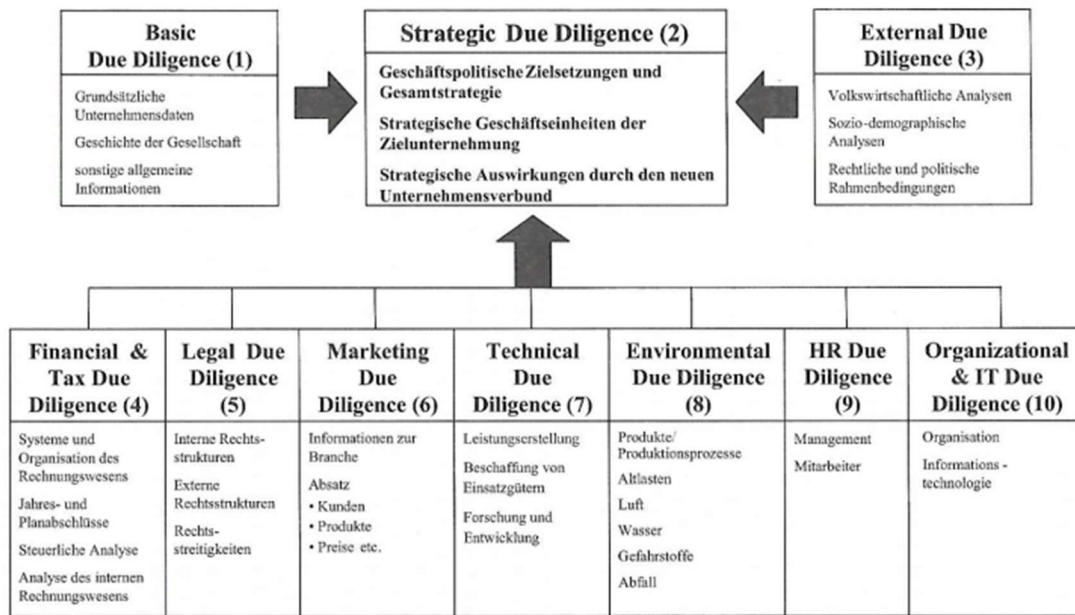 Basic
Due Diligence (1)
Grundsätzliche
Unternehmensdaten
Geschichte der Gesellschaft
sonstige allgemeine
Informationen
Strategic Due Diligence (2)
Geschäftspolitische Zielsetzungen und
Gesamtstrategie
Strategische Geschäftseinheiten der
Zielunternehmung
Strategische Auswirkungen durch den neuen
Unternehmensverbund
External Due
Diligence (3)
Volkswirtschaftliche Analysen
Sozio-demographische
Analysen
Rechtliche und politische
Rahmenbedingungen
Financial &
Tax Due
Diligence (4)
Systeme und
Organisation des
Rechnungswesens
Jahres- und
Planabschlüsse
Steuerliche Analyse
Analyse des internen
Rechnungswesens
Legal Due
Diligence
(5)
Interne Rechts-
strukturen
Externe
Rechtsstrukturen
Rechts-
streitigkeiten
Marketing
Due
Diligence (6)
Informationen zur
Branche
Absatz
• Kunden
• Produkte
• Preise etc.
Technical
Due
Diligence (7)
Leistungserstellung
Beschaffung von
Einsatzgütern
Forschung und
Entwicklung
Environmental
Due Diligence
(8)
Produkte/
Produktionsprozesse
Altlasten
Luft
Wasser
Gefahrstoffe
Abfall
HR Due
Diligence
(9)
Management
Mitarbeiter
Organizational
& IT Due
Diligence (10)
Organisation
Informations -
technologie